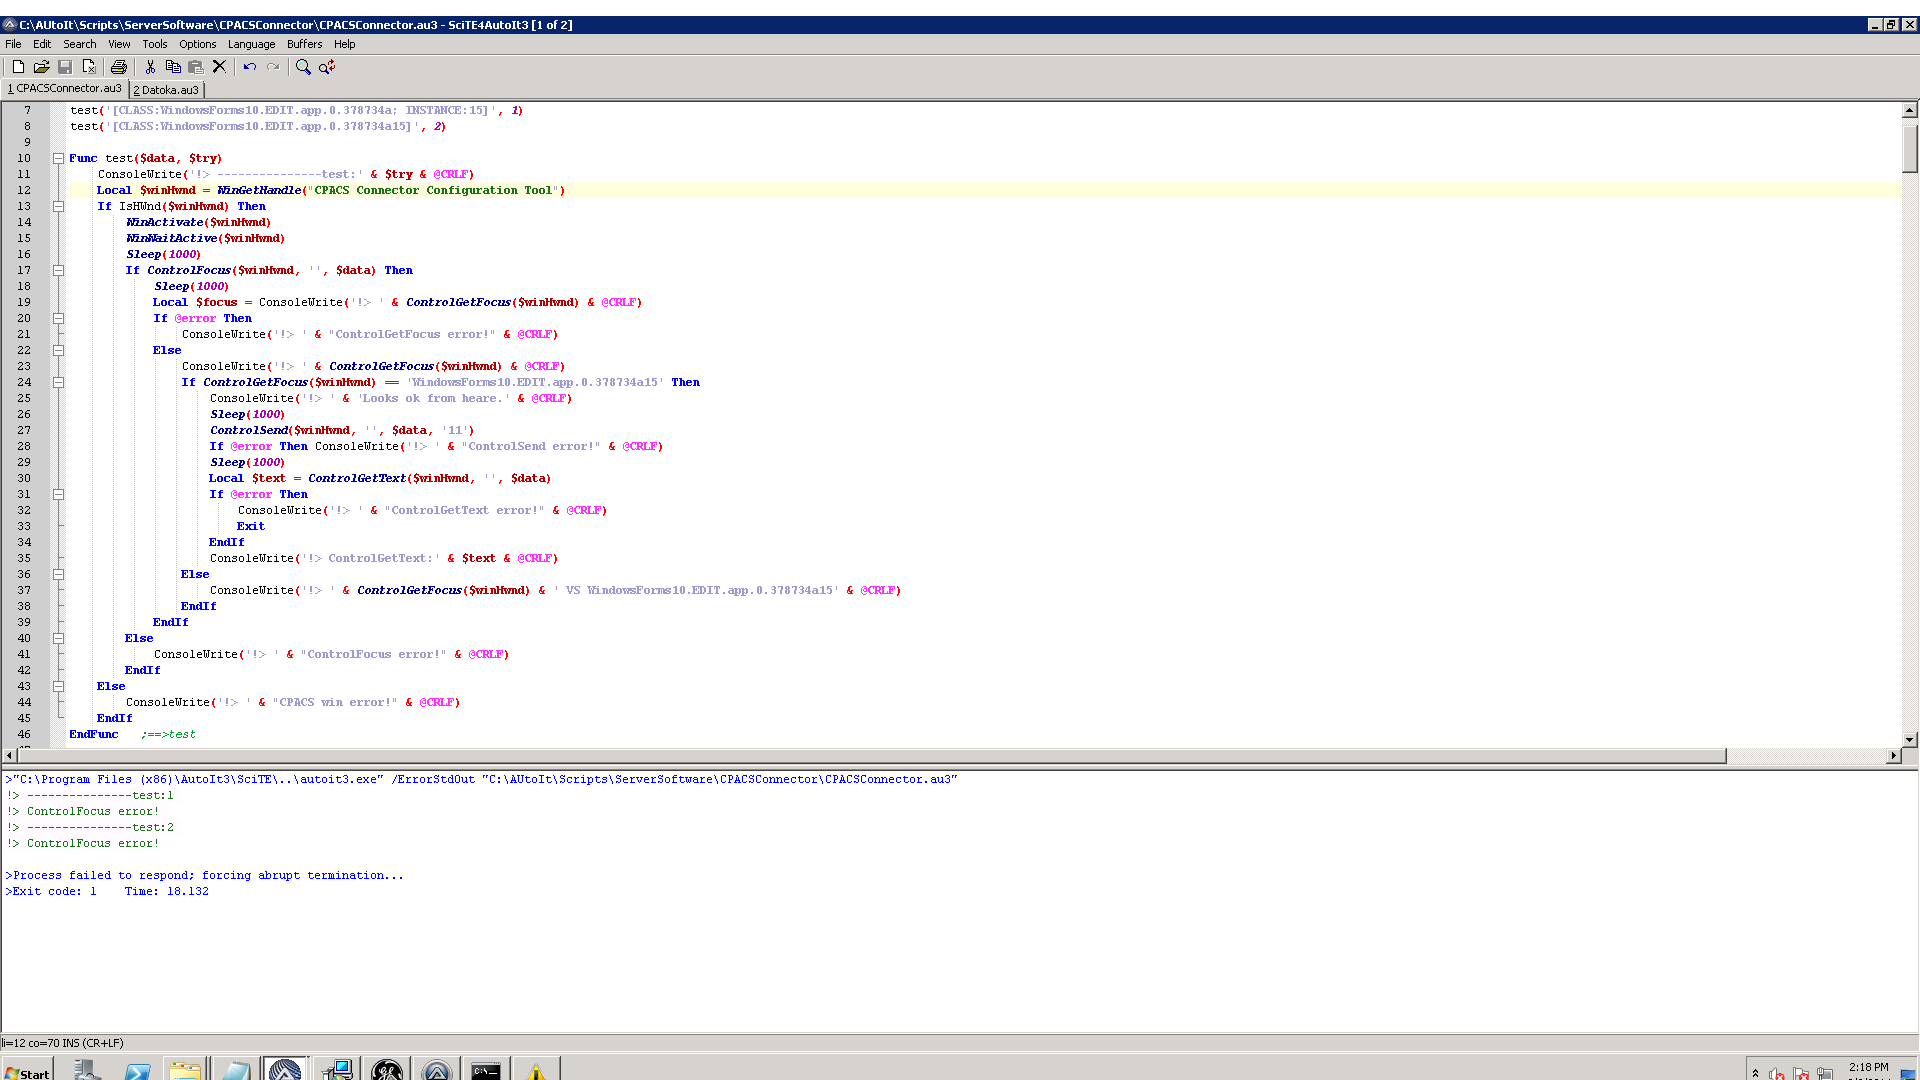 C:\AUtoIt\Scripts\ServerSoftware\CPACSConnector\CPACSConnector.au3 - SciTE4AutoIt3 [1 of 2]
File Edit Search View Tools Options Language Buffers Help
1 CPACSConnector.au3 2 Datoka.au3
7 test('[CLASS:WindowsForms10.EDIT.app.0.378734a; INSTANCE:15]', 1)
8 test('[CLASS:WindowsForms10.EDIT.app.0.378734a15]', 2)
9
10 Func test($data, $try)
11 ConsoleWrite('!> ---------------test:' & $try & @CRLF)
12 Local $winHwnd = WinGetHandle("CPACS Connector Configuration Tool")
13 If IsHWnd($winHwnd) Then
14 WinActivate($winHwnd)
15 WinWaitActive($winHwnd)
16 Sleep(1000)
17 If ControlFocus($winHwnd, '', $data) Then
18 Sleep(1000)
19 Local $focus = ConsoleWrite('!> ' & ControlGetFocus($winHwnd) & @CRLF)
20 If @error Then
21 ConsoleWrite('!> ' & "ControlGetFocus error!" & @CRLF)
22 Else
23 ConsoleWrite('!> ' & ControlGetFocus($winHwnd) & @CRLF)
24 If ControlGetFocus($winHwnd) == 'WindowsForms10.EDIT.app.0.378734a15' Then
25 ConsoleWrite('!> ' & 'Looks ok from heare.' & @CRLF)
26 Sleep(1000)
27 ControlSend($winHwnd, '', $data, '11')
28 If @error Then ConsoleWrite('!> ' & "ControlSend error!" & @CRLF)
29 Sleep(1000)
30 Local $text = ControlGetText($winHwnd, '', $data)
31 If @error Then
32 ConsoleWrite('!> ' & "ControlGetText error!" & @CRLF)
33 Exit
34 EndIf
35 ConsoleWrite('!> ControlGetText:' & $text & @CRLF)
36 Else
37 ConsoleWrite('!> ' & ControlGetFocus($winHwnd) & ' VS WindowsForms10.EDIT.app.0.378734a15' & @CRLF)
38 EndIf
39 EndIf
40 Else
41 ConsoleWrite('!> ' & "ControlFocus error!" & @CRLF)
42 EndIf
43 Else
44 ConsoleWrite('!> ' & "CPACS win error!" & @CRLF)
45 EndIf
46 EndFunc ;==>test
>"C:\Program Files (x86)\AutoIt3\SciTE\..\autoit3.exe" /ErrorStdOut "C:\AUtoIt\Scripts\ServerSoftware\CPACSConnector\CPACSConnector.au3"
!> ---------------test:1
!> ControlFocus error!
!> ---------------test:2
!> ControlFocus error!
>Process failed to respond; forcing abrupt termination...
>Exit code: 1 Time: 18.132
li=12 co=70 INS (CR+LF)
Start 2:18 PM